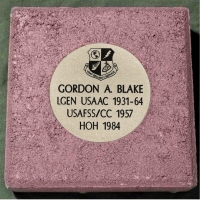 GORDON A. BLAKE
LGEN USAAC 1931-64
USAFSS/CC 1957
HOH 1984